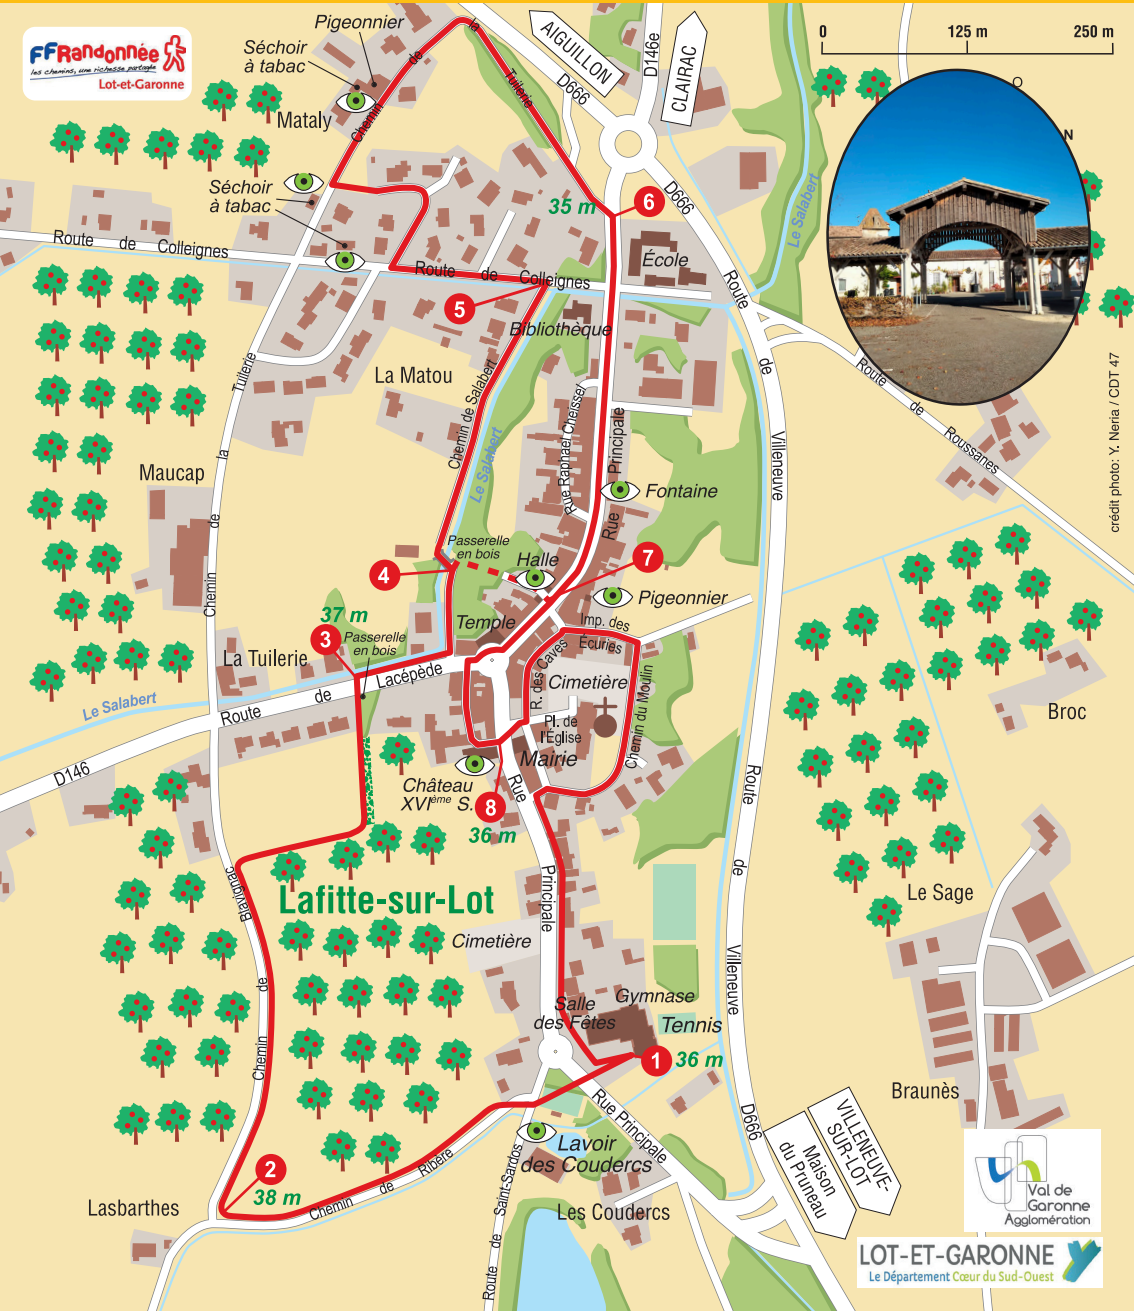 FFRandonnée
les chemins, une richesse partagée
Lot-et-Garonne
Pigeonnier
Séchoir
à tabac
Mataly
Chemin
de
la
Tuilerie
AIGUILLON
D146e
CLAIRAC
D666
0
125 m
250 m
O
N
Séchoir
à tabac
35 m
6
D666
Le Salabert
Route de Colleignes
Route de Colleignes
École
5
Bibliothèque
Route
de
Villeneuve
Route
de
Roussanes
crédit photo: Y. Neria / CDT 47
La Matou
Chemin de Salabert
Le Salabert
Rue Raphaël Cheisser
Rue
Principale
Fontaine
Maucap
Chemin
de
la
Tuilerie
Passerelle
en bois
Halle
7
4
Pigeonnier
37 m
3
Passerelle
en bois
Temple
Imp. des
Écuries
La Tuilerie
R. des Caves
Cimetière
Chemin du Moulin
Le Salabert
Route
de
Lacépède
Pl. de
l'Église
Broc
D146
Château
XVIème S.
Mairie
8
36 m
Rue
Principale
Route
de
Villeneuve
Blavignac
de
Chemin
Lafitte-sur-Lot
Cimetière
Le Sage
Salle
des Fêtes
Gymnase
Tennis
1
36 m
Rue Principale
Braunès
D666
VILLENEUVE-
SUR-LOT
Maison
du Pruneau
Lavoir
des Coudercs
2
38 m
Chemin
de
Ribère
Lasbarthes
Les Coudercs
Route
de
Saint-Sardos
Val de
Garonne
Agglomération
LOT-ET-GARONNE
Le Département Cœur du Sud-Ouest